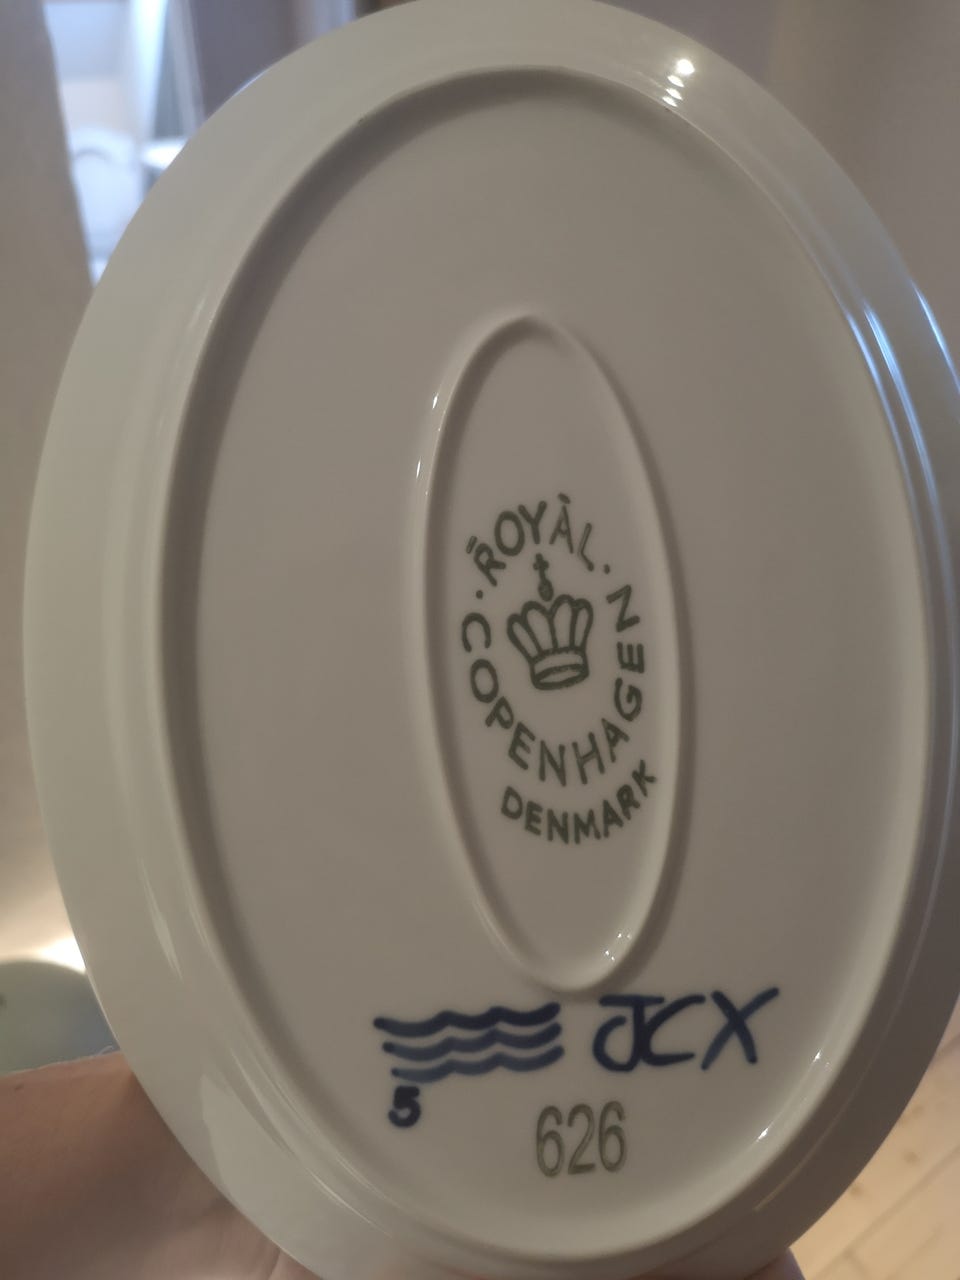 ROYAL
COPENHAGEN
DENMARK
JCX
5
626